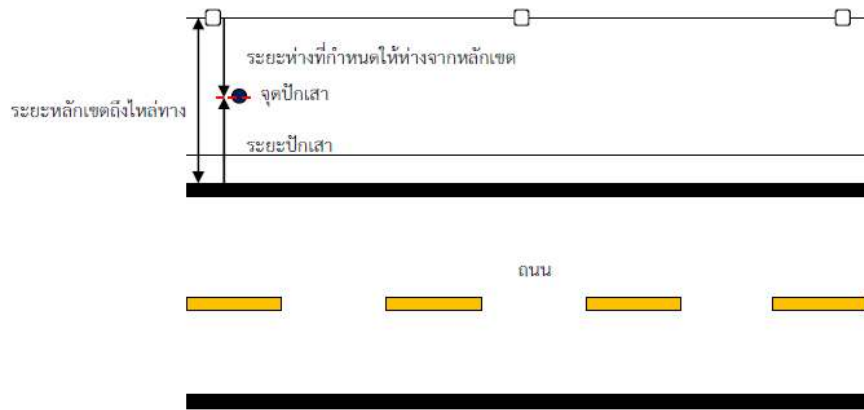 ระยะห่างที่กำหนดให้ห่างจากหลักเขต
จุดปักเสา
ระยะหลักเขตถึงไหล่ทาง
ระยะปักเสา
ถนน